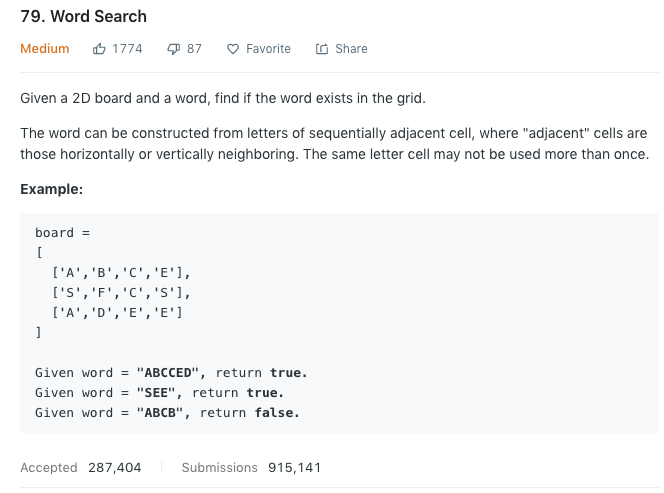 79. Word Search
Medium 1774 87 Favorite Share
Given a 2D board and a word, find if the word exists in the grid.
The word can be constructed from letters of sequentially adjacent cell, where "adjacent" cells are
those horizontally or vertically neighboring. The same letter cell may not be used more than once.
Example:
board =
[
  ['A','B','C','E'],
  ['S','F','C','S'],
  ['A','D','E','E']
]
Given word = "ABCCED", return true.
Given word = "SEE", return true.
Given word = "ABCB", return false.
Accepted 287,404 Submissions 915,141